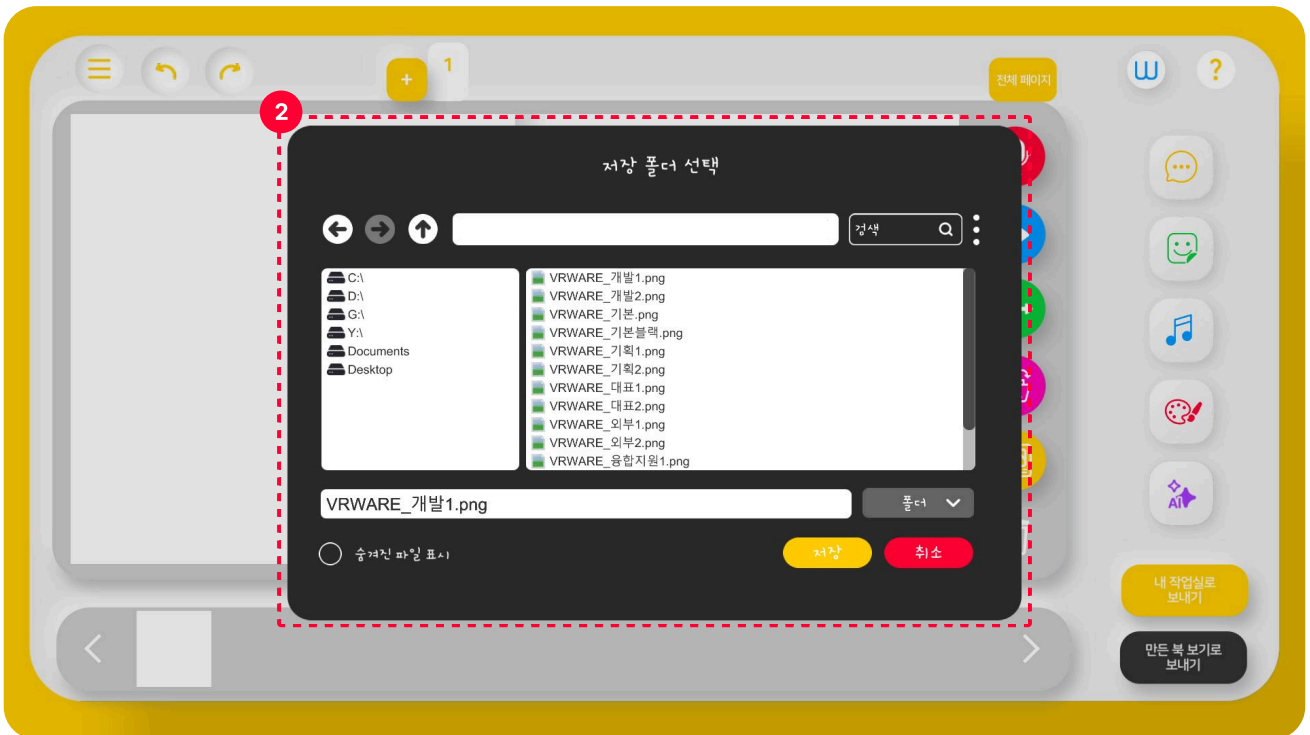 1
+
전체 페이지
?
2
저장 폴더 선택
검색
C:\
D:\
G:\
Y:\
Documents
Desktop
VRWARE_개발1.png
VRWARE_개발2.png
VRWARE_기본.png
VRWARE_기본블랙.png
VRWARE_기획1.png
VRWARE_기획2.png
VRWARE_대표1.png
VRWARE_대표2.png
VRWARE_외부1.png
VRWARE_외부2.png
VRWARE_융합지원1.png
VRWARE_개발1.png
폴더
숨겨진 파일 표시
저장
취소
AI
내 작업실로
보내기
만든 북 보기로
보내기